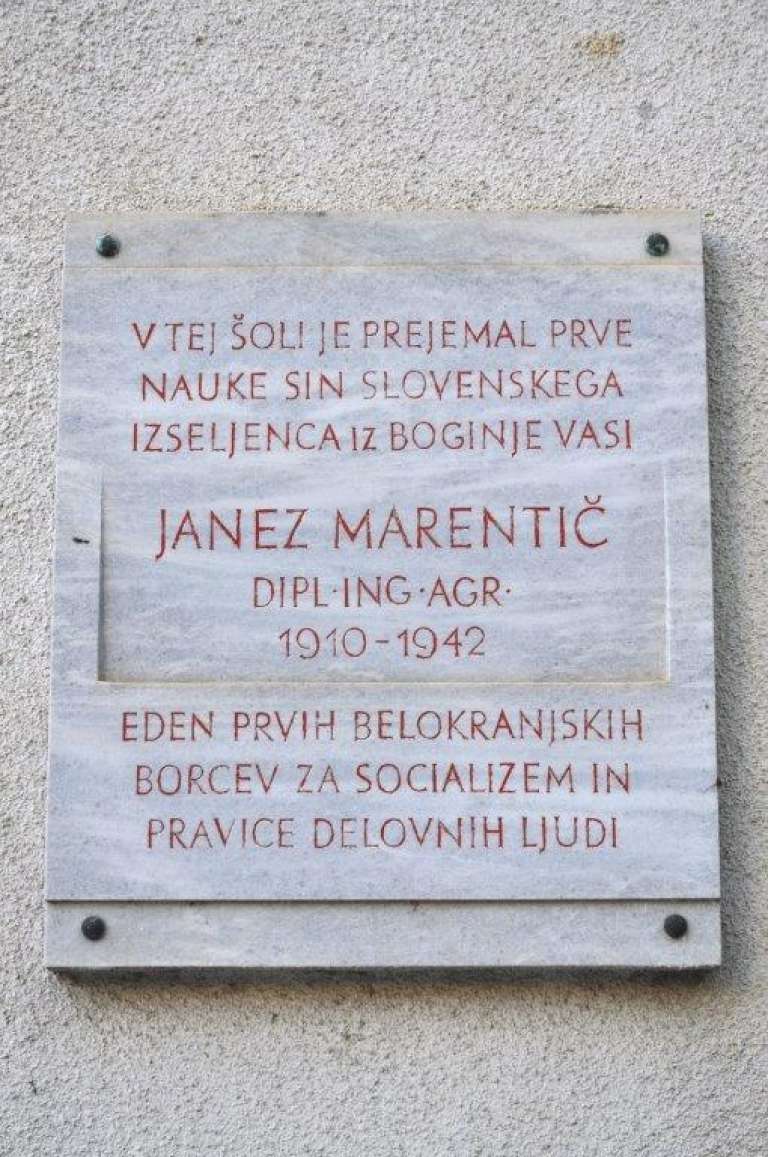 V TEJ ŠOLI JE PREJEMAL PRVE
NAUKE SIN SLOVENSKEGA
IZSELJENCA IZ BOGINJE VASI
JANEZ MARENTIČ
DIPL·ING·AGR·
1910-1942
EDEN PRVIH BELOKRANJSKIH
BORCEV ZA SOCIALIZEM IN
PRAVICE DELOVNIH LJUDI